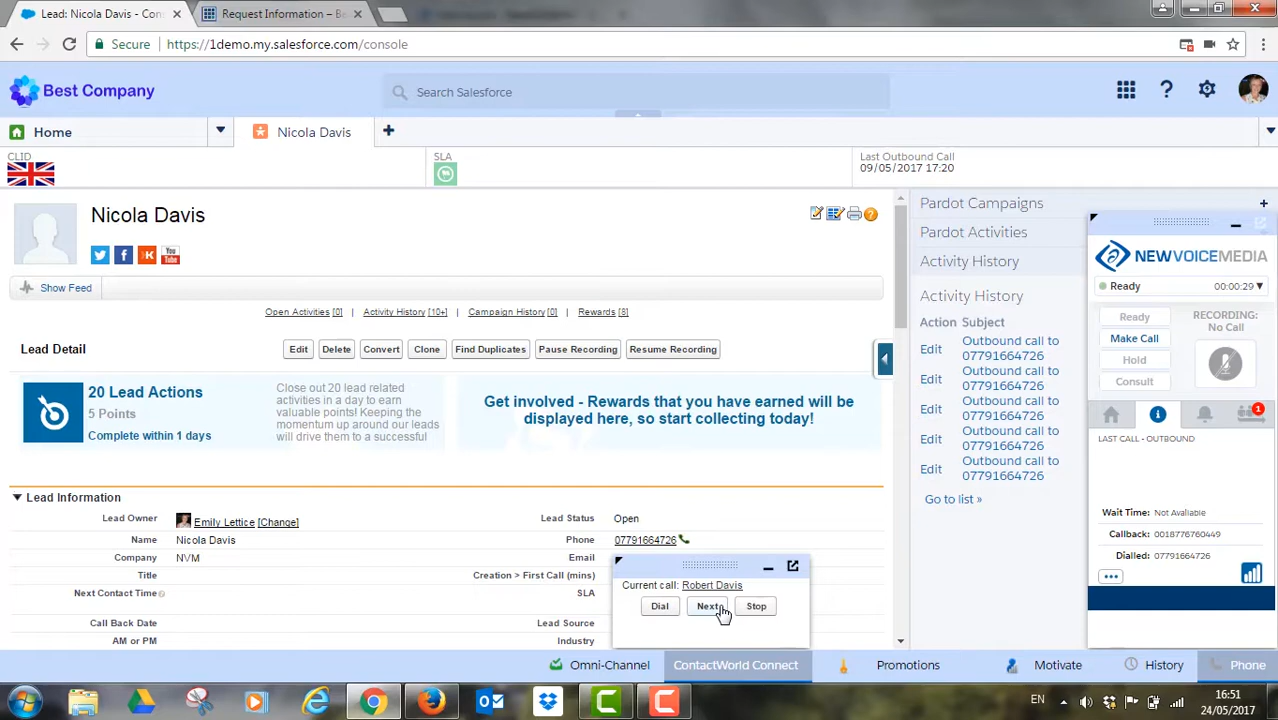 Lead: Nicola Davis - Con
Request Information – Be
Secure
https://1demo.my.salesforce.com/console
Best Company
Search Salesforce
Home
Nicola Davis
CLID
SLA
Last Outbound Call
09/05/2017 17:20
Nicola Davis
You
Tube
Show Feed
Open Activities [0] | Activity History [10+] | Campaign History [0] | Rewards [8]
Lead Detail
Edit Delete Convert Clone Find Duplicates Pause Recording Resume Recording
20 Lead Actions
5 Points
Complete within 1 days
Close out 20 lead related
activities in a day to earn
valuable points! Keeping the
momentum up around our leads
will drive them to a successful
Get involved - Rewards that you have earned will be
displayed here, so start collecting today!
Lead Information
Lead Owner Emily Lettice [Change]
Name Nicola Davis
Company NVM
Title
Next Contact Time
Call Back Date
AM or PM
Lead Status Open
Phone 07791664726
Email
Creation > First Call (mins)
SLA
Lead Source
Industry
Current call: Robert Davis
Dial Next Stop
Pardot Campaigns
Pardot Activities
Activity History
Activity History
Action Subject
Edit Outbound call to
07791664726
Edit Outbound call to
07791664726
Edit Outbound call to
07791664726
Edit Outbound call to
07791664726
Edit Outbound call to
07791664726
Go to list »
NEWVOICEMEDIA
Ready 00:00:29
Ready
Make Call
Hold
Consult
RECORDING:
No Call
1
LAST CALL - OUTBOUND
Wait Time: Not Available
Callback: 0018776760449
Dialled: 07791664726
Omni-Channel
ContactWorld Connect
Promotions
Motivate
History
Phone
EN
16:51
24/05/2017